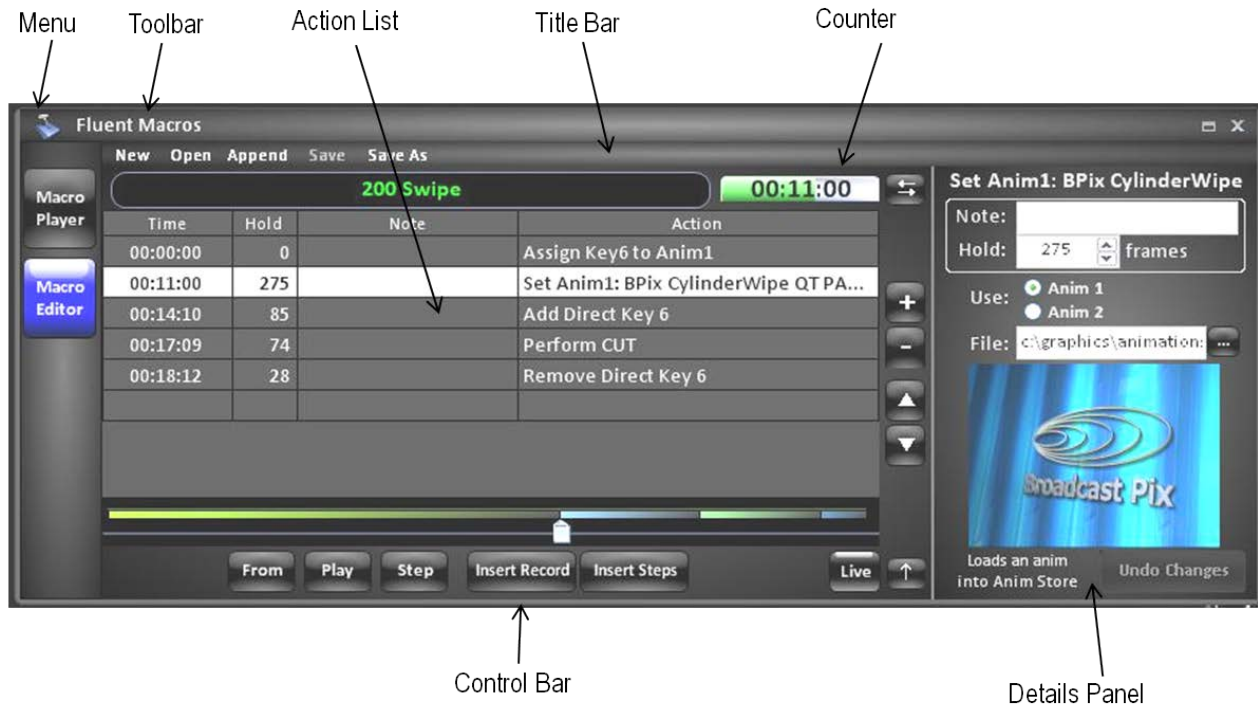 Menu Toolbar Action List Title Bar Counter
Fluent Macros
New Open Append Save Save As
Macro Player
Macro Editor
200 Swipe 00:11:00
Time Hold Note Action
00:00:00 0 Assign Key6 to Anim1
00:11:00 275 Set Anim1: BPix CylinderWipe QT PA...
00:14:10 85 Add Direct Key 6
00:17:09 74 Perform CUT
00:18:12 28 Remove Direct Key 6
From Play Step Insert Record Insert Steps Live
Set Anim1: BPix CylinderWipe
Note:
Hold: 275 frames
Use: Anim 1
Anim 2
File: c:\graphics\animation: ...
Broadcast Pix
Loads an anim
into Anim Store
Undo Changes
Control Bar
Details Panel